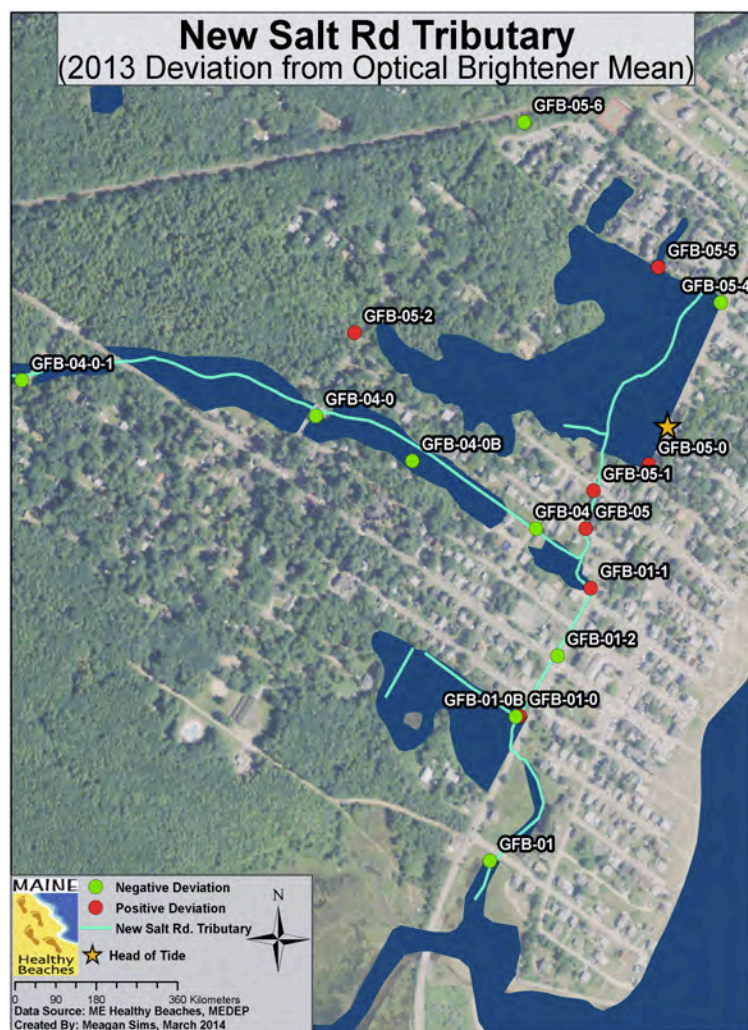 New Salt Rd Tributary
(2013 Deviation from Optical Brightener Mean)
GFB-05-6
GFB-05-5
GFB-05-4
GFB-05-2
GFB-04-0-1
GFB-04-0
GFB-05-0
GFB-04-0B
GFB-05-1
GFB-04
GFB-05
GFB-01-1
GFB-01-2
GFB-01-0B
GFB-01-0
GFB-01
MAINE
Healthy
Beaches
Negative Deviation
Positive Deviation
New Salt Rd. Tributary
Head of Tide
N
0 90 180 360 Kilometers
Data Source: ME Healthy Beaches, MEDEP
Created By: Meagan Sims, March 2014